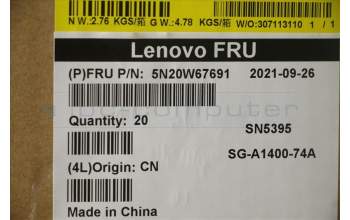 N W.:2.76 KGS/箱 G W.:4.78 KGS/箱 W/O:307113110 1 / 1
Lenovo FRU
(P)FRU P/N: 5N20W67691 2021-09-26
Quantity: 20
SN5395
SG-A1400-74A
(4L)Origin: CN
Made in China